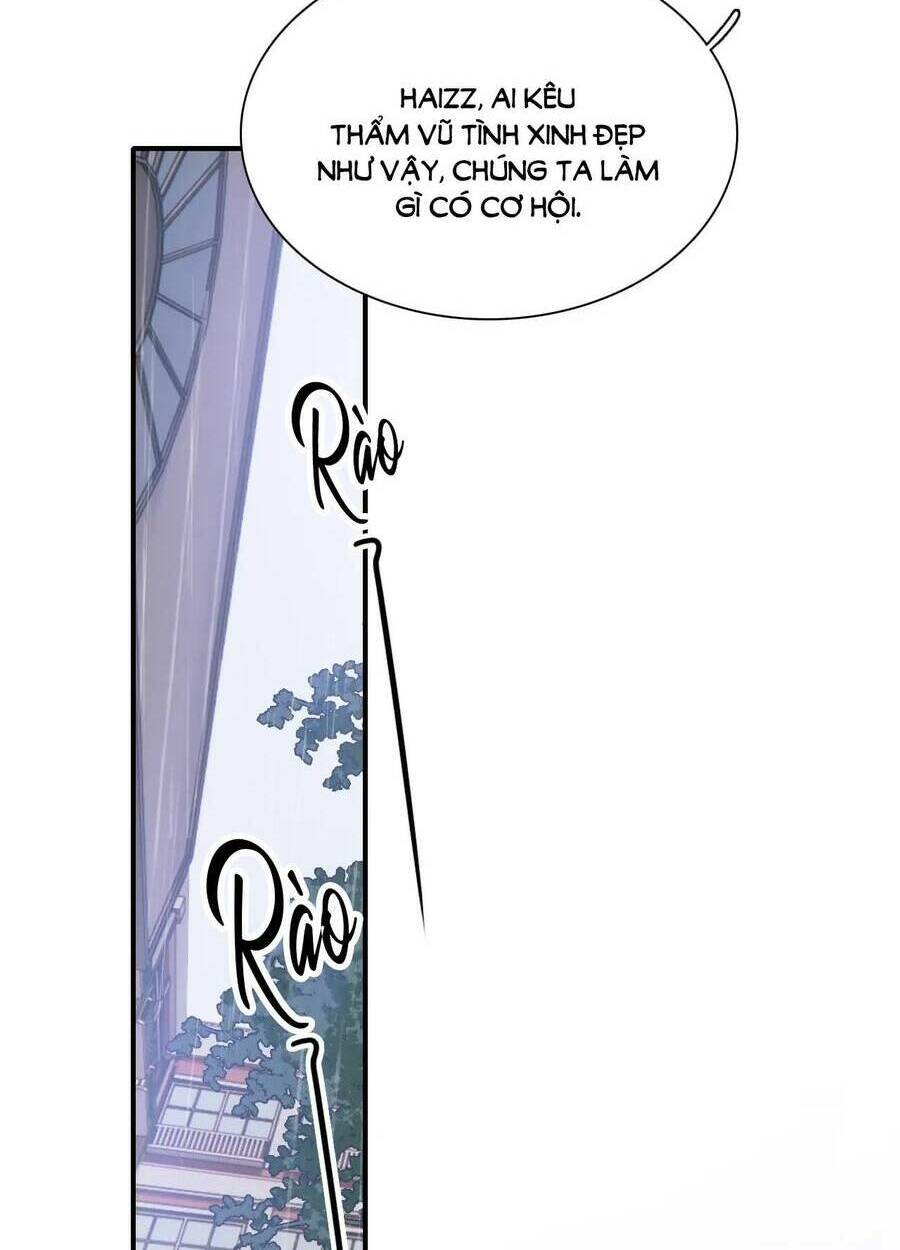 HAIZZ, AI KÊU
THẨM VŨ TÌNH XINH ĐẸP
NHƯ VẬY, CHÚNG TA LÀM
GÌ CÓ CƠ HỘI.
Rào
Rào